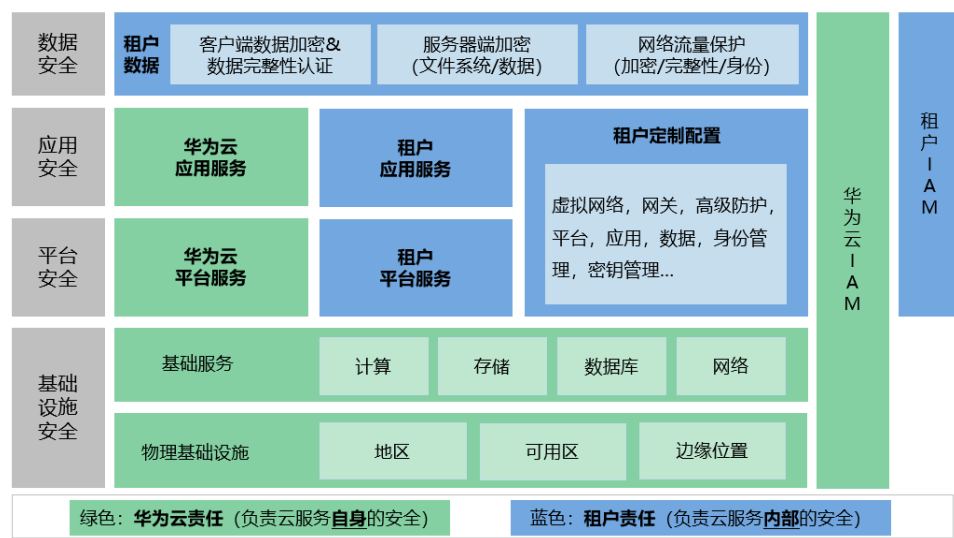 数据
安全
租户
数据
客户端数据加密&
数据完整性认证
服务器端加密
(文件系统/数据)
网络流量保护
(加密/完整性/身份)
应用
安全
华为云
应用服务
租户
应用服务
租户定制配置
虚拟网络，网关，高级防护，
平台，应用，数据，身份管
理，密钥管理...
平台
安全
华为云
平台服务
租户
平台服务
基础
设施
安全
基础服务
计算
存储
数据库
网络
物理基础设施
地区
可用区
边缘位置
华为云IAM
租户IAM
绿色：华为云责任 (负责云服务自身的安全)
蓝色：租户责任 (负责云服务内部的安全)